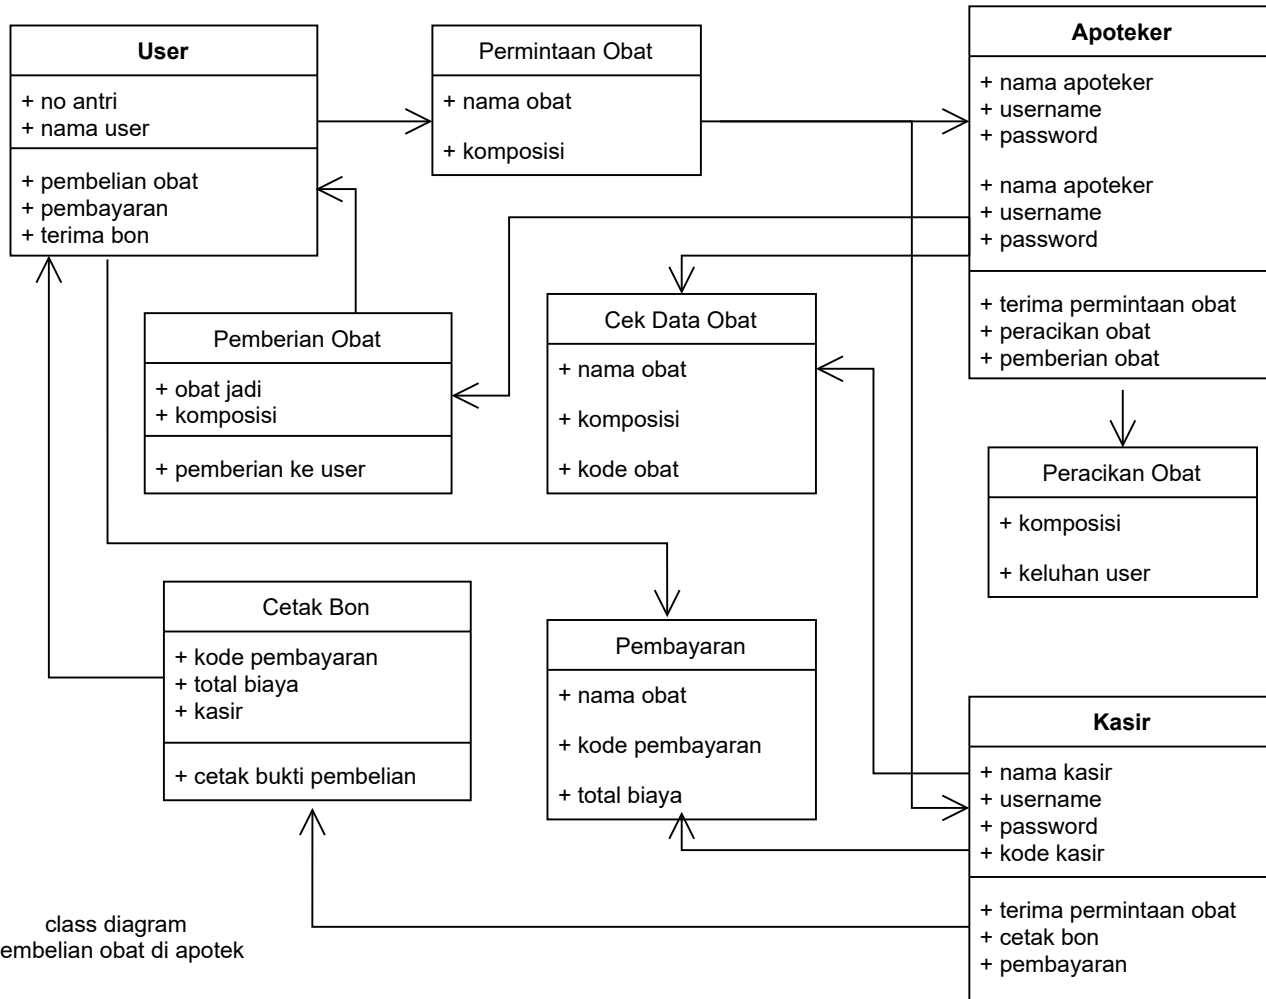 User
+ no antri
+ nama user
+ pembelian obat
+ pembayaran
+ terima bon
Permintaan Obat
+ nama obat
+ komposisi
Apoteker
+ nama apoteker
+ username
+ password
+ nama apoteker
+ username
+ password
+ terima permintaan obat
+ peracikan obat
+ pemberian obat
Pemberian Obat
+ obat jadi
+ komposisi
+ pemberian ke user
Cek Data Obat
+ nama obat
+ komposisi
+ kode obat
Peracikan Obat
+ komposisi
+ keluhan user
Cetak Bon
+ kode pembayaran
+ total biaya
+ kasir
+ cetak bukti pembelian
Pembayaran
+ nama obat
+ kode pembayaran
+ total biaya
Kasir
+ nama kasir
+ username
+ password
+ kode kasir
+ terima permintaan obat
+ cetak bon
+ pembayaran
class diagram
embelian obat di apotek